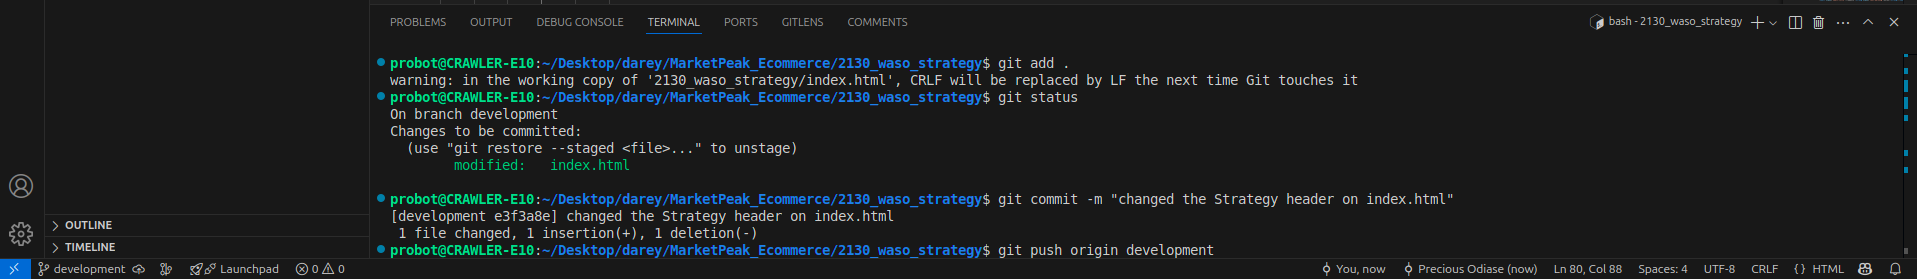 PROBLEMS OUTPUT DEBUG CONSOLE TERMINAL PORTS GITLENS COMMENTS bash - 2130_waso_strategy
probot@CRAWLER-E10:~/Desktop/darey/MarketPeak_Ecommerce/2130_waso_strategy$ git add .
warning: in the working copy of '2130_waso_strategy/index.html', CRLF will be replaced by LF the next time Git touches it
probot@CRAWLER-E10:~/Desktop/darey/MarketPeak_Ecommerce/2130_waso_strategy$ git status
On branch development
Changes to be committed:
  (use "git restore --staged <file>..." to unstage)
        modified:   index.html
probot@CRAWLER-E10:~/Desktop/darey/MarketPeak_Ecommerce/2130_waso_strategy$ git commit -m "changed the Strategy header on index.html"
[development e3f3a8e] changed the Strategy header on index.html
 1 file changed, 1 insertion(+), 1 deletion(-)
probot@CRAWLER-E10:~/Desktop/darey/MarketPeak_Ecommerce/2130_waso_strategy$ git push origin development
OUTLINE
TIMELINE
development Launchpad 0 0 You, now Precious Odiase (now) Ln 80, Col 88 Spaces: 4 UTF-8 CRLF {} HTML